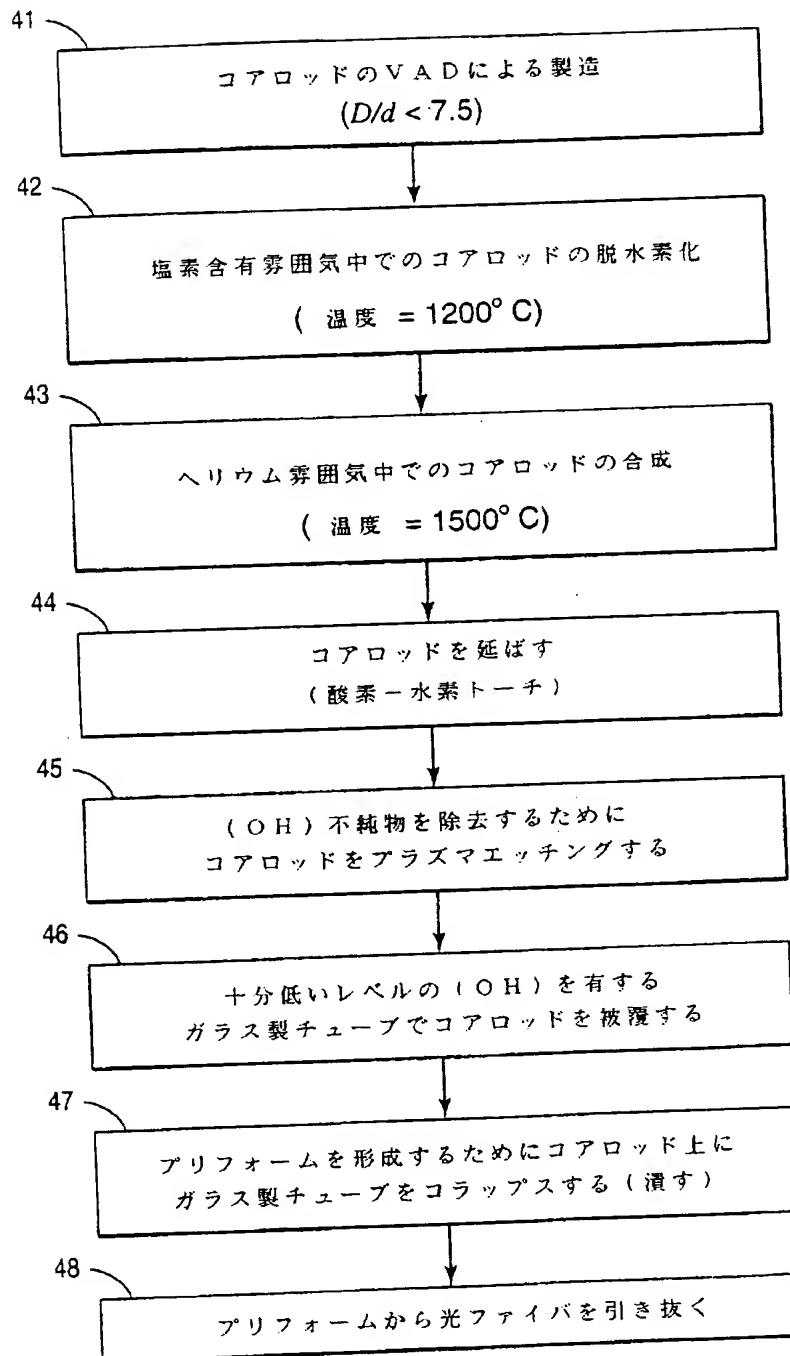 41
コアロッドのVADによる製造
(D/d < 7.5)
42
塩素含有雰囲気中でのコアロッドの脱水素化
( 温度 = 1200° C)
43
ヘリウム雰囲気中でのコアロッドの合成
( 温度 = 1500° C)
44
コアロッドを延ばす
(酸素－水素トーチ)
45
(OH)不純物を除去するために
コアロッドをプラズマエッチングする
46
十分低いレベルの(OH)を有する
ガラス製チューブでコアロッドを被覆する
47
プリフォームを形成するためにコアロッド上に
ガラス製チューブをコラップスする(潰す)
48
プリフォームから光ファイバを引き抜く